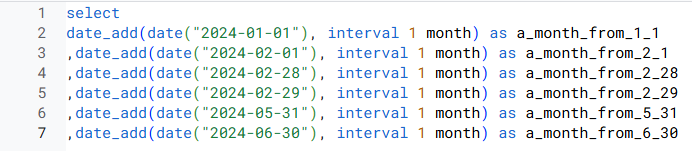 1 select
2 date_add(date("2024-01-01"), interval 1 month) as a_month_from_1_1
3 ,date_add(date("2024-02-01"), interval 1 month) as a_month_from_2_1
4 ,date_add(date("2024-02-28"), interval 1 month) as a_month_from_2_28
5 ,date_add(date("2024-02-29"), interval 1 month) as a_month_from_2_29
6 ,date_add(date("2024-05-31"), interval 1 month) as a_month_from_5_31
7 ,date_add(date("2024-06-30"), interval 1 month) as a_month_from_6_30